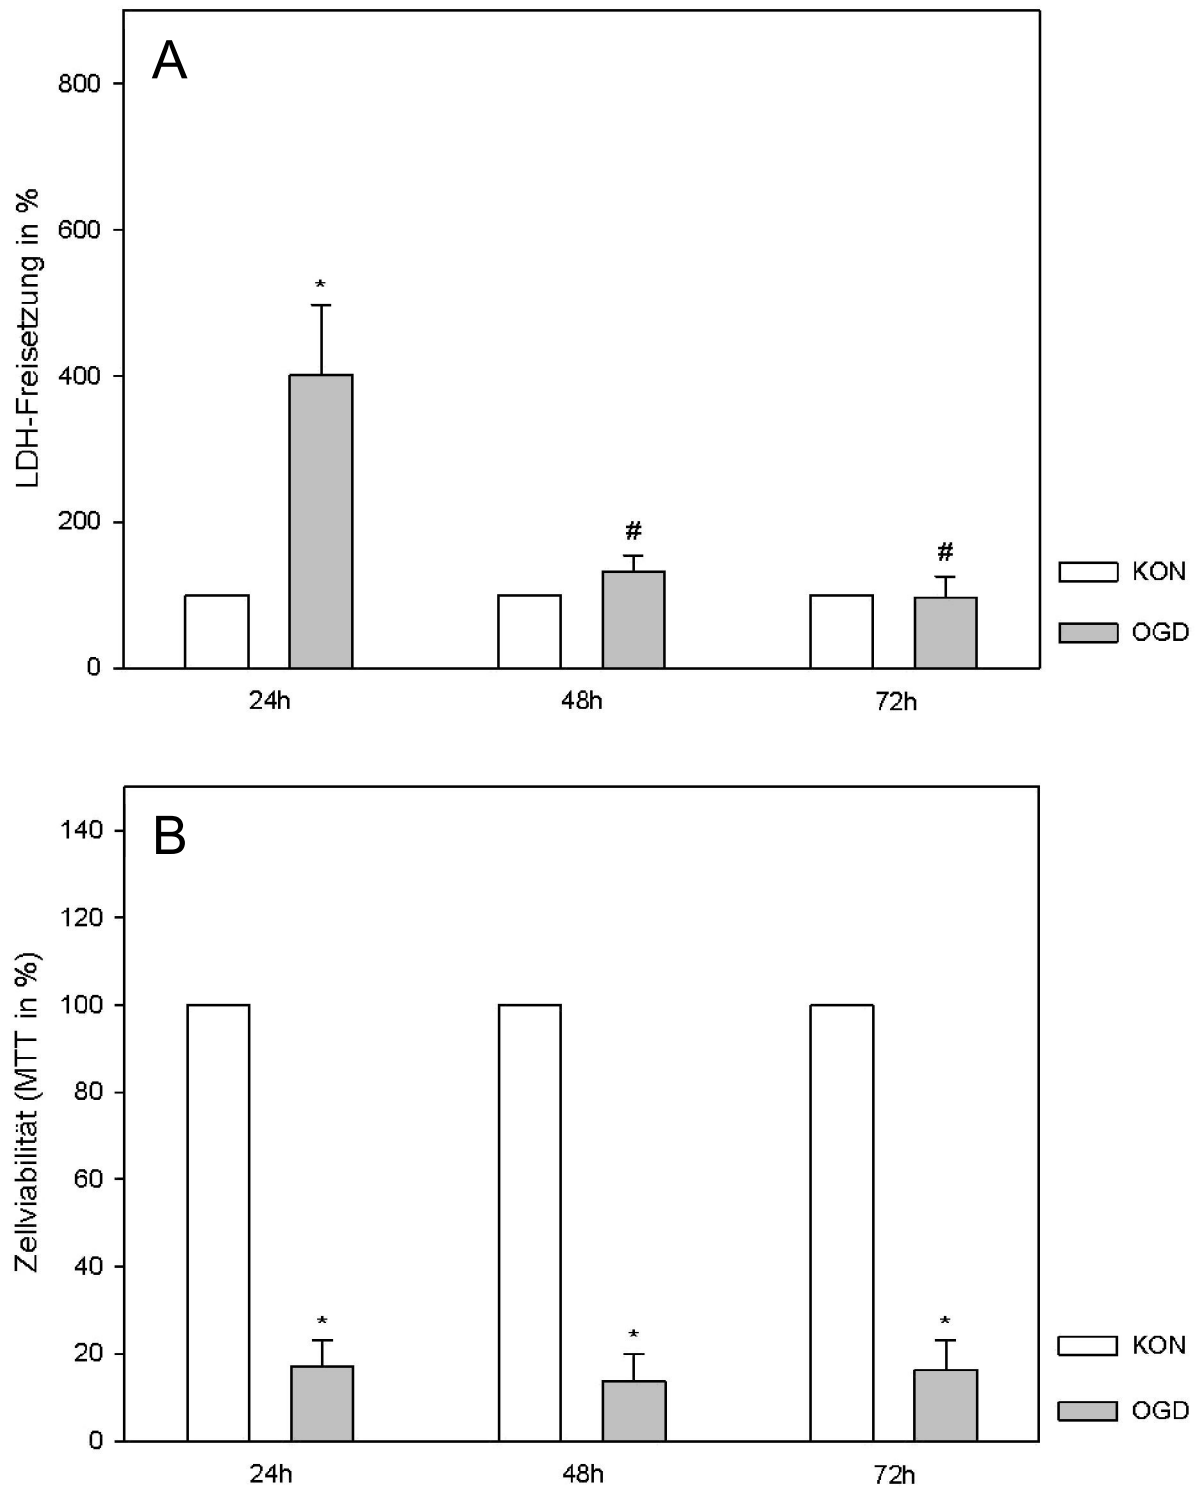 A
LDH-Freisetzung in %
800
600
400
200
0
*
#
#
24h
48h
72h
KON
OGD
B
Zellviabilität (MTT in %)
140
120
100
80
60
40
20
0
*
*
*
24h
48h
72h
KON
OGD